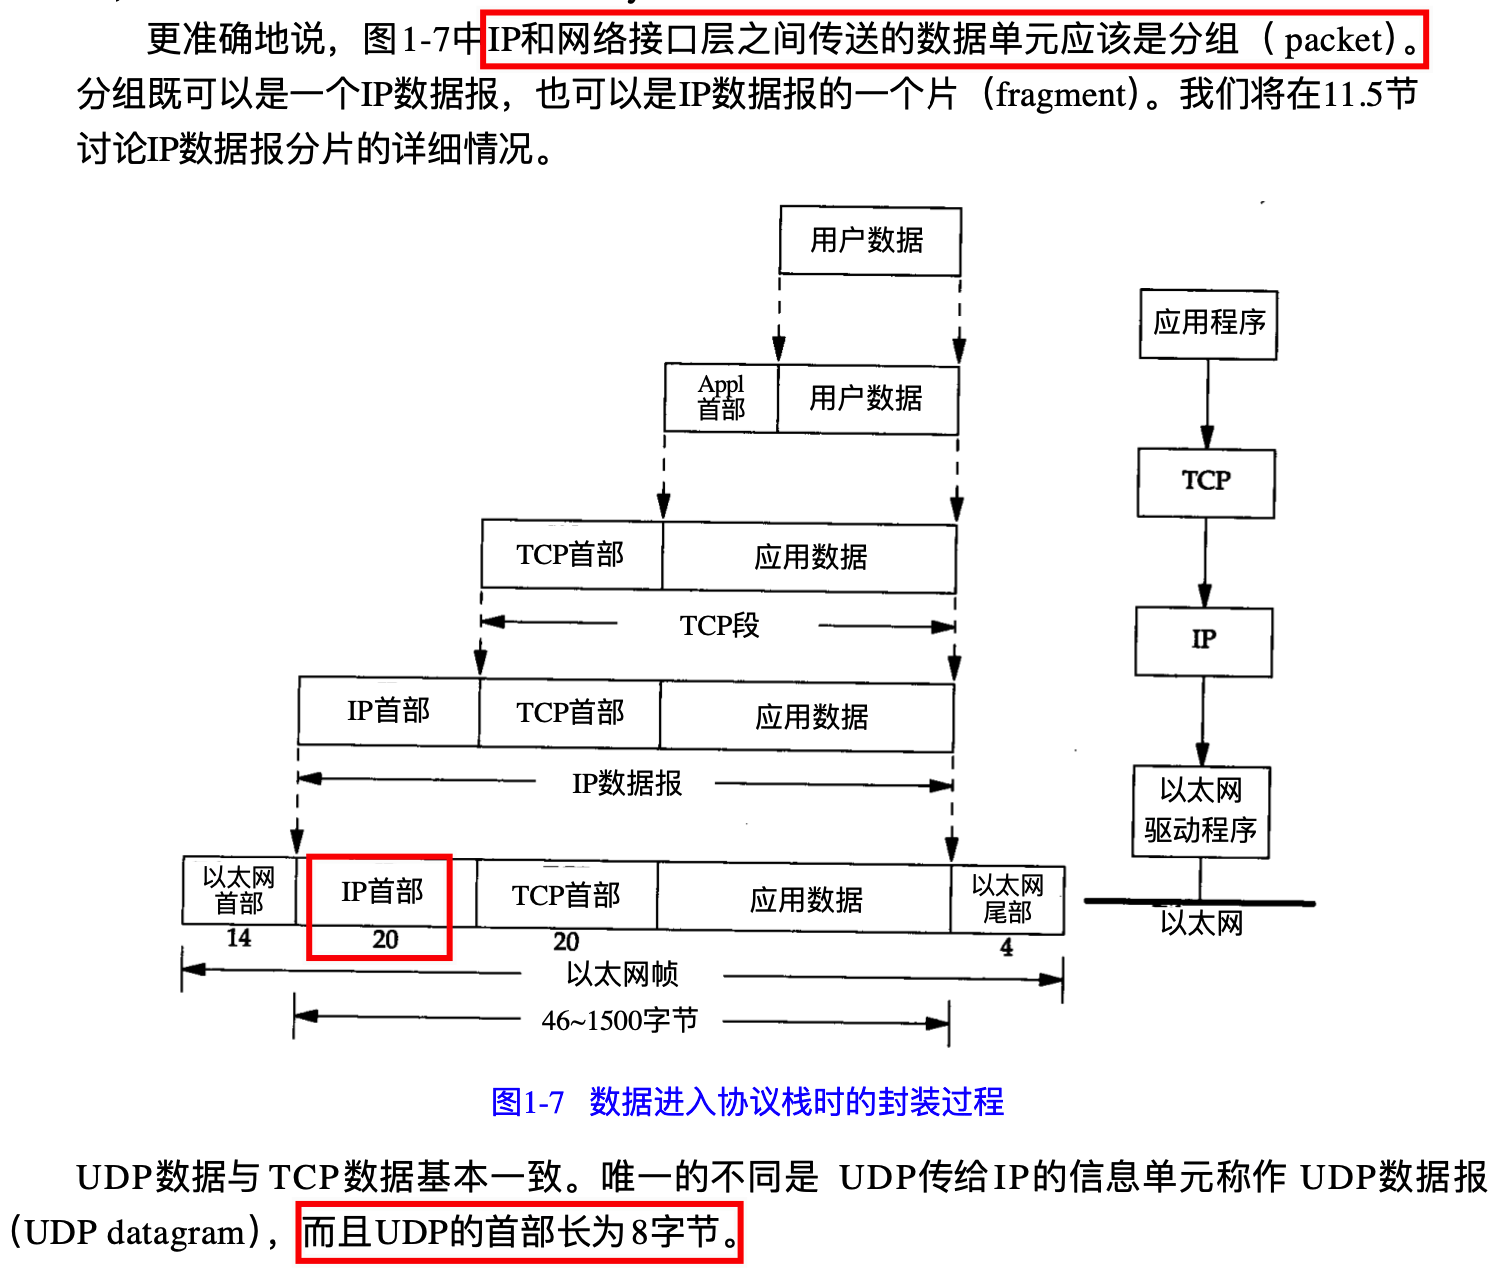 更准确地说，图1-7中IP和网络接口层之间传送的数据单元应该是分组（packet）。
分组既可以是一个IP数据报，也可以是IP数据报的一个片（fragment）。我们将在11.5节
讨论IP数据报分片的详细情况。
用户数据
应用程序
Appl
首部
用户数据
TCP
TCP首部
应用数据
TCP段
IP
IP首部
TCP首部
应用数据
IP数据报
以太网
驱动程序
以太网
首部
IP首部
TCP首部
应用数据
以太网
尾部
以太网
14
20
20
4
以太网帧
46~1500字节
图1-7 数据进入协议栈时的封装过程
UDP数据与TCP数据基本一致。唯一的不同是UDP传给IP的信息单元称作UDP数据报
（UDP datagram），而且UDP的首部长为8字节。